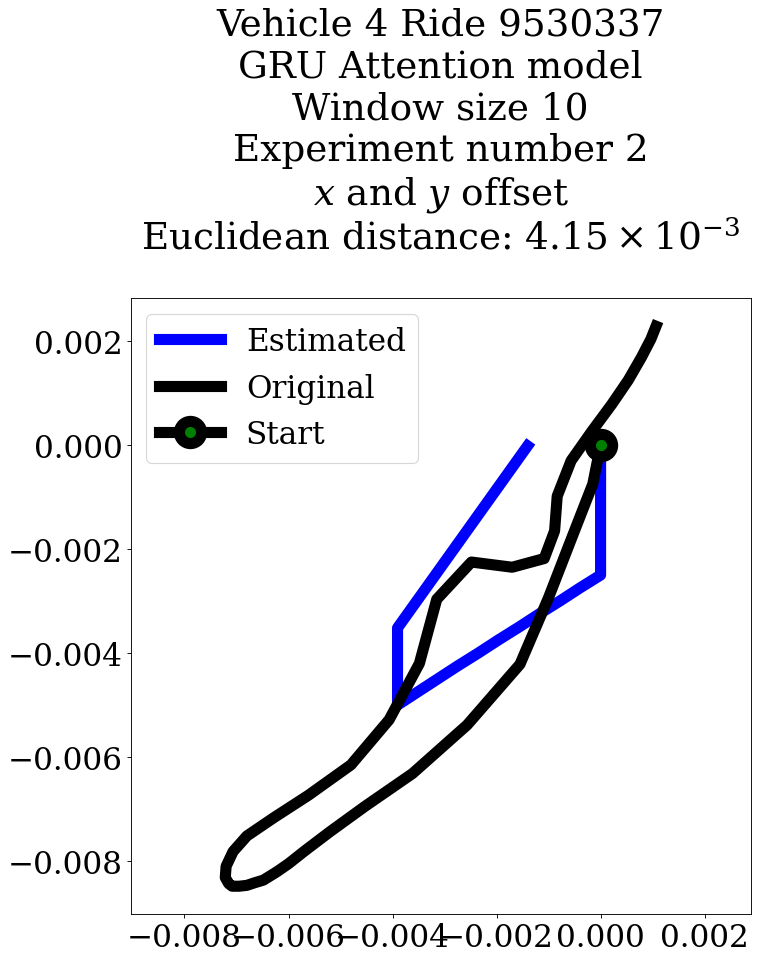 Vehicle 4 Ride 9530337
GRU Attention model
Window size 10
Experiment number 2
x and y offset
Euclidean distance: 4.15 × 10⁻³
Estimated
Original
Start
0.002
0.000
−0.002
−0.004
−0.006
−0.008
−0.008 −0.006 −0.004 −0.002 0.000 0.002